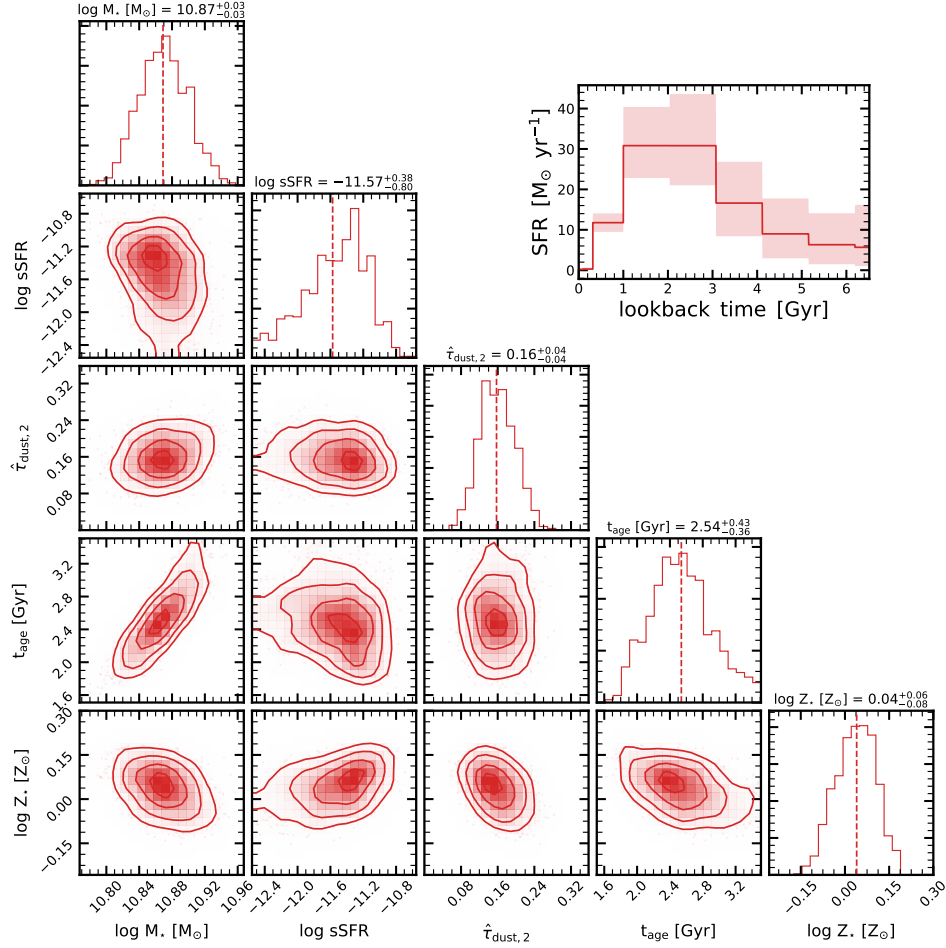 log M⋆ [M⊙] = 10.87+0.03 −0.03
40
30
20
10
0
SFR [M⊙ yr−1]
0 1 2 3 4 5 6
lookback time [Gyr]
log sSFR = −11.57+0.38 −0.80
−10.8
−11.2
−11.6
−12.0
−12.4
log sSFR
τ̂dust, 2 = 0.16+0.04 −0.04
0.32
0.24
0.16
0.08
τ̂dust, 2
tage [Gyr] = 2.54+0.43 −0.36
3.2
2.8
2.4
2.0
1.6
tage [Gyr]
log Z⋆ [Z⊙] = 0.04+0.06 −0.08
0.30
0.15
0.00
−0.15
log Z⋆ [Z⊙]
10.80 10.84 10.88 10.92 10.96 −12.4 −12.0 −11.6 −11.2 −10.8 0.08 0.16 0.24 0.32 1.6 2.0 2.4 2.8 3.2 −0.15 0.00 0.15 0.30
log M⋆ [M⊙] log sSFR τ̂dust, 2 tage [Gyr] log Z⋆ [Z⊙]